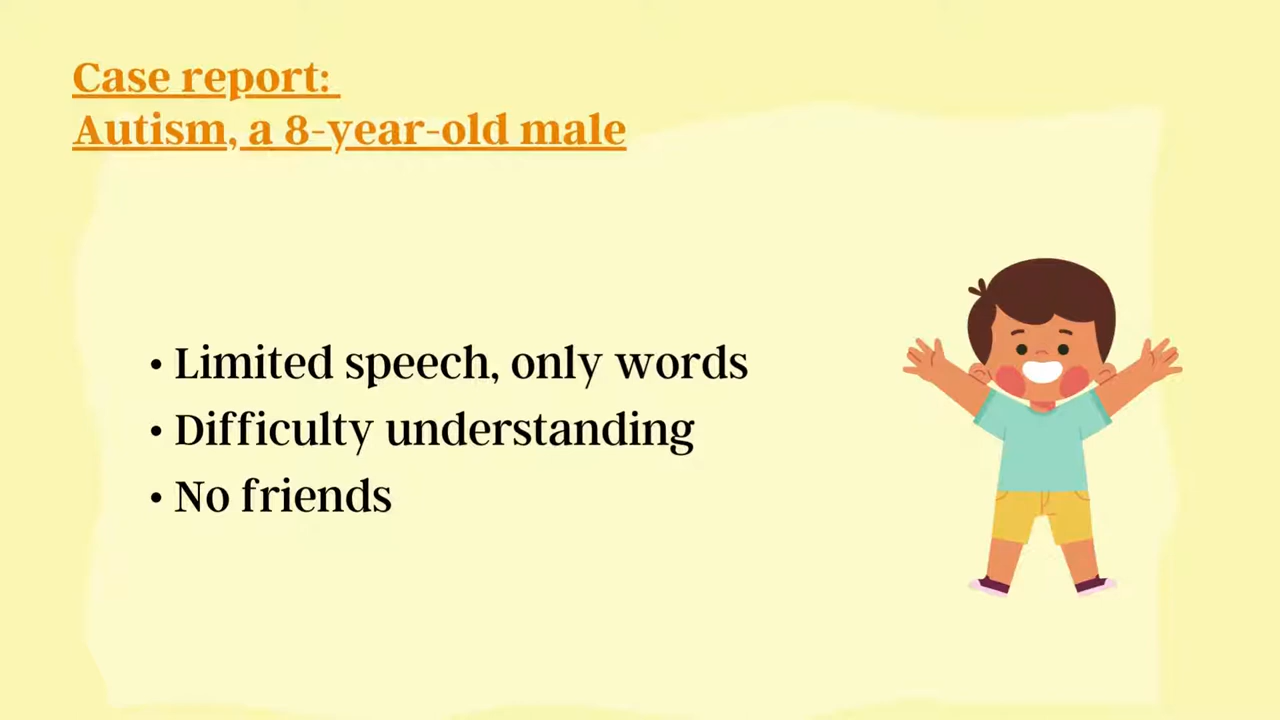 Case report:
Autism, a 8-year-old male
• Limited speech, only words
• Difficulty understanding
• No friends